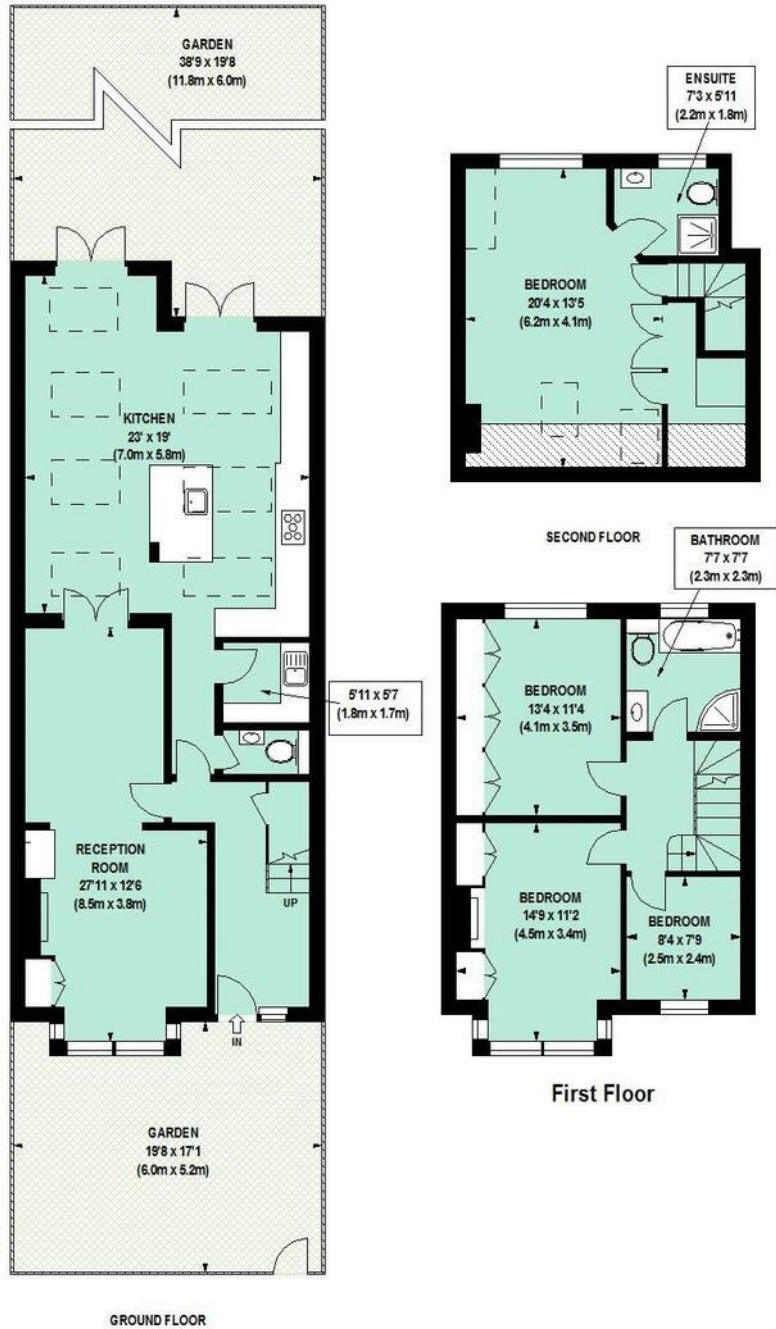 GARDEN
38'9 x 19'8
(11.8m x 6.0m)
KITCHEN
23' x 19'
(7.0m x 5.8m)
5'11 x 5'7
(1.8m x 1.7m)
RECEPTION
ROOM
27'11 x 12'6
(8.5m x 3.8m)
UP
IN
GARDEN
19'8 x 17'1
(6.0m x 5.2m)
GROUND FLOOR
ENSUITE
7'3 x 5'11
(2.2m x 1.8m)
BEDROOM
20'4 x 13'5
(6.2m x 4.1m)
SECOND FLOOR
BATHROOM
7'7 x 7'7
(2.3m x 2.3m)
BEDROOM
13'4 x 11'4
(4.1m x 3.5m)
BEDROOM
14'9 x 11'2
(4.5m x 3.4m)
BEDROOM
8'4 x 7'9
(2.5m x 2.4m)
First Floor